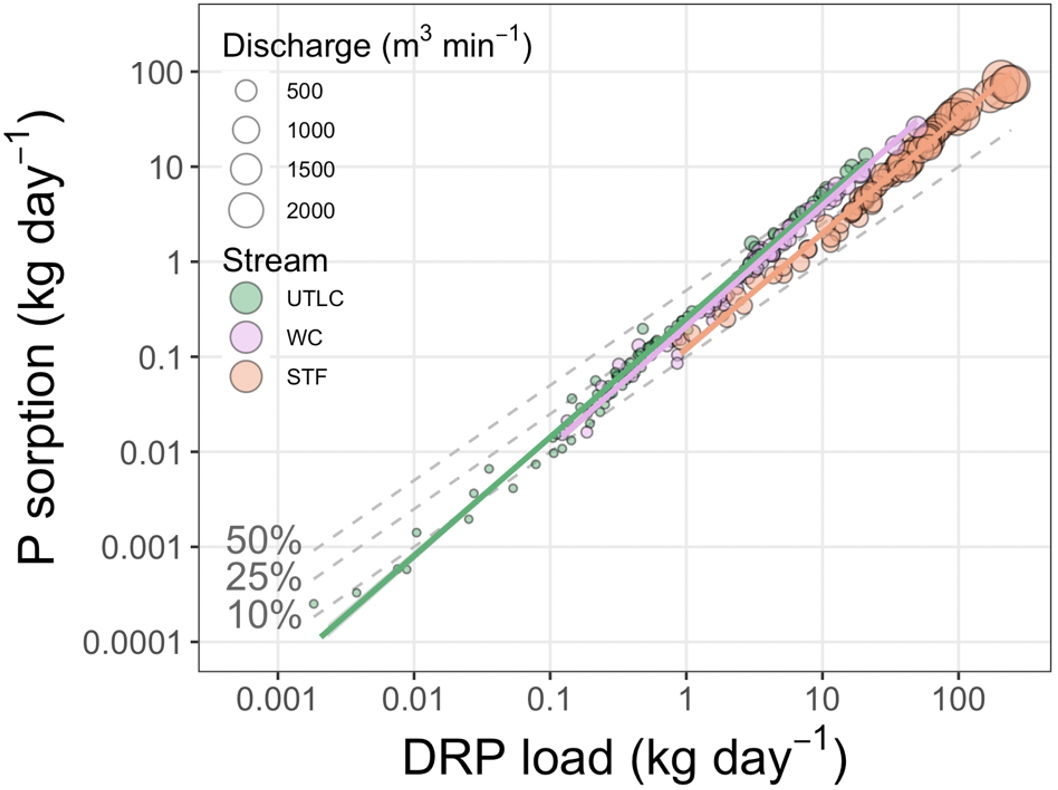 Discharge (m³ min⁻¹)
500
1000
1500
2000
Stream
UTLC
WC
STF
100
10
1
0.1
0.01
0.001
0.0001
P sorption (kg day⁻¹)
50%
25%
10%
0.001
0.01
0.1
1
10
100
DRP load (kg day⁻¹)